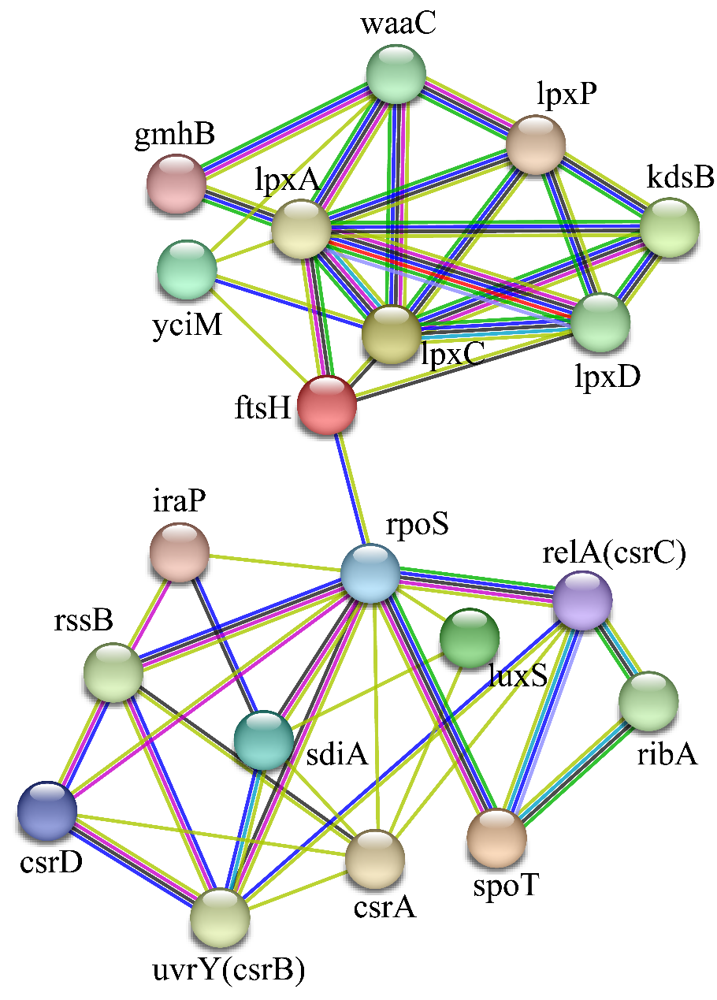 waaC
lpxP
gmhB
kdsB
lpxA
yciM
lpxC
lpxD
ftsH
iraP
rpoS
relA(csrC)
rssB
luxS
sdiA
ribA
csrD
spoT
csrA
uvrY(csrB)